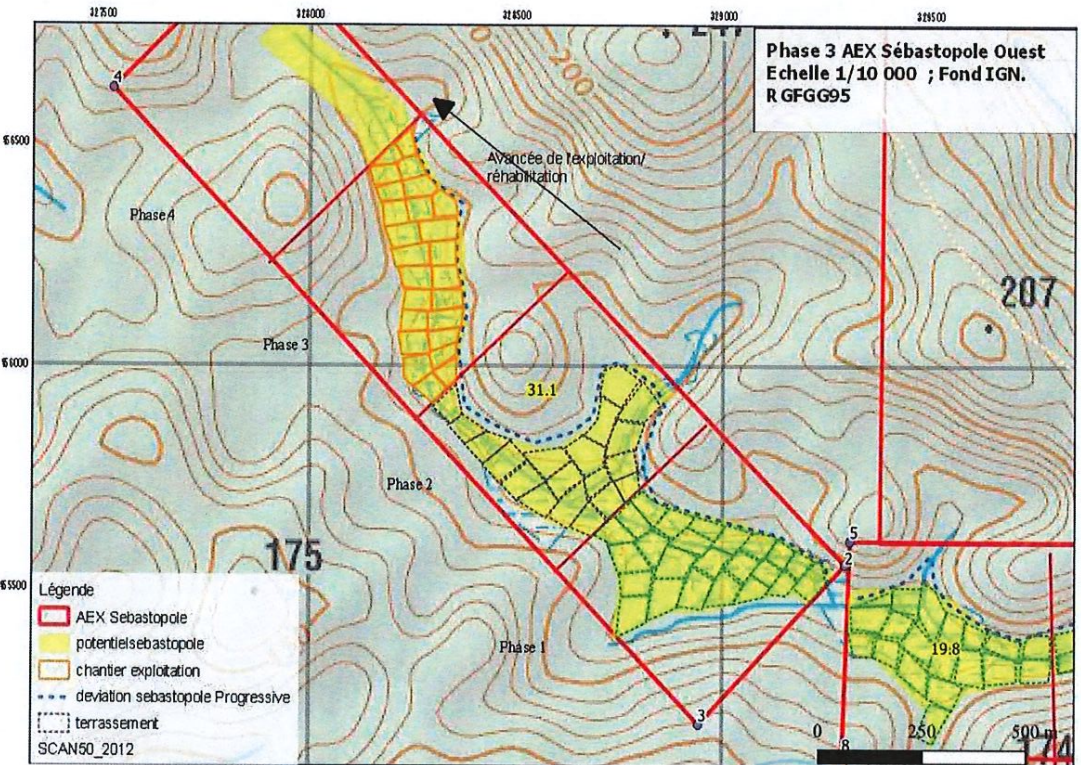 327500
328000
328500
329000
329500
Phase 3 AEX Sébastopole Ouest
Echelle 1/10 000 ; Fond IGN.
RGFGG95
200
4
Avancée de l'exploitation/
réhabilitation
Phase 4
207
Phase 3
31.1
Phase 2
175
5
2
Phase 1
19.8
3
8
Légende
AEX Sebastopole
potentielsebastopole
chantier exploitation
deviation sebastopole Progressive
terrassement
SCAN50_2012
0
250
500 m